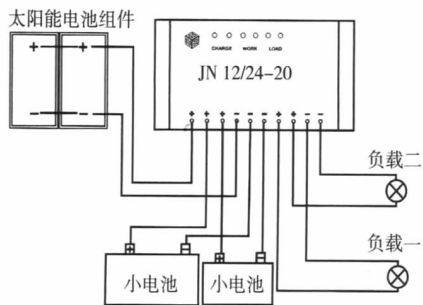 太阳能电池组件
CHARGE WORK LOAD
JN 12/24-20
+ +
- -
+ + + - - - + + - -
负载二
负载一
+ - + -
小电池 小电池